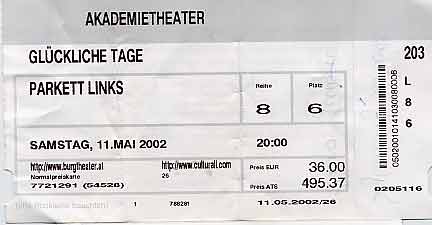 AKADEMIETHEATER
GLÜCKLICHE TAGE
203
PARKETT LINKS
Reihe Platz
8 6
L
8
6
SAMSTAG, 11.MAI 2002 20:00
http://www.burgtheater.at http://www.culturall.com Preis EUR 36.00
Normalpreiskarte 26
7721291 (54528) Preis ATS 495.37
0205116
1 788281 11.05.2002/26